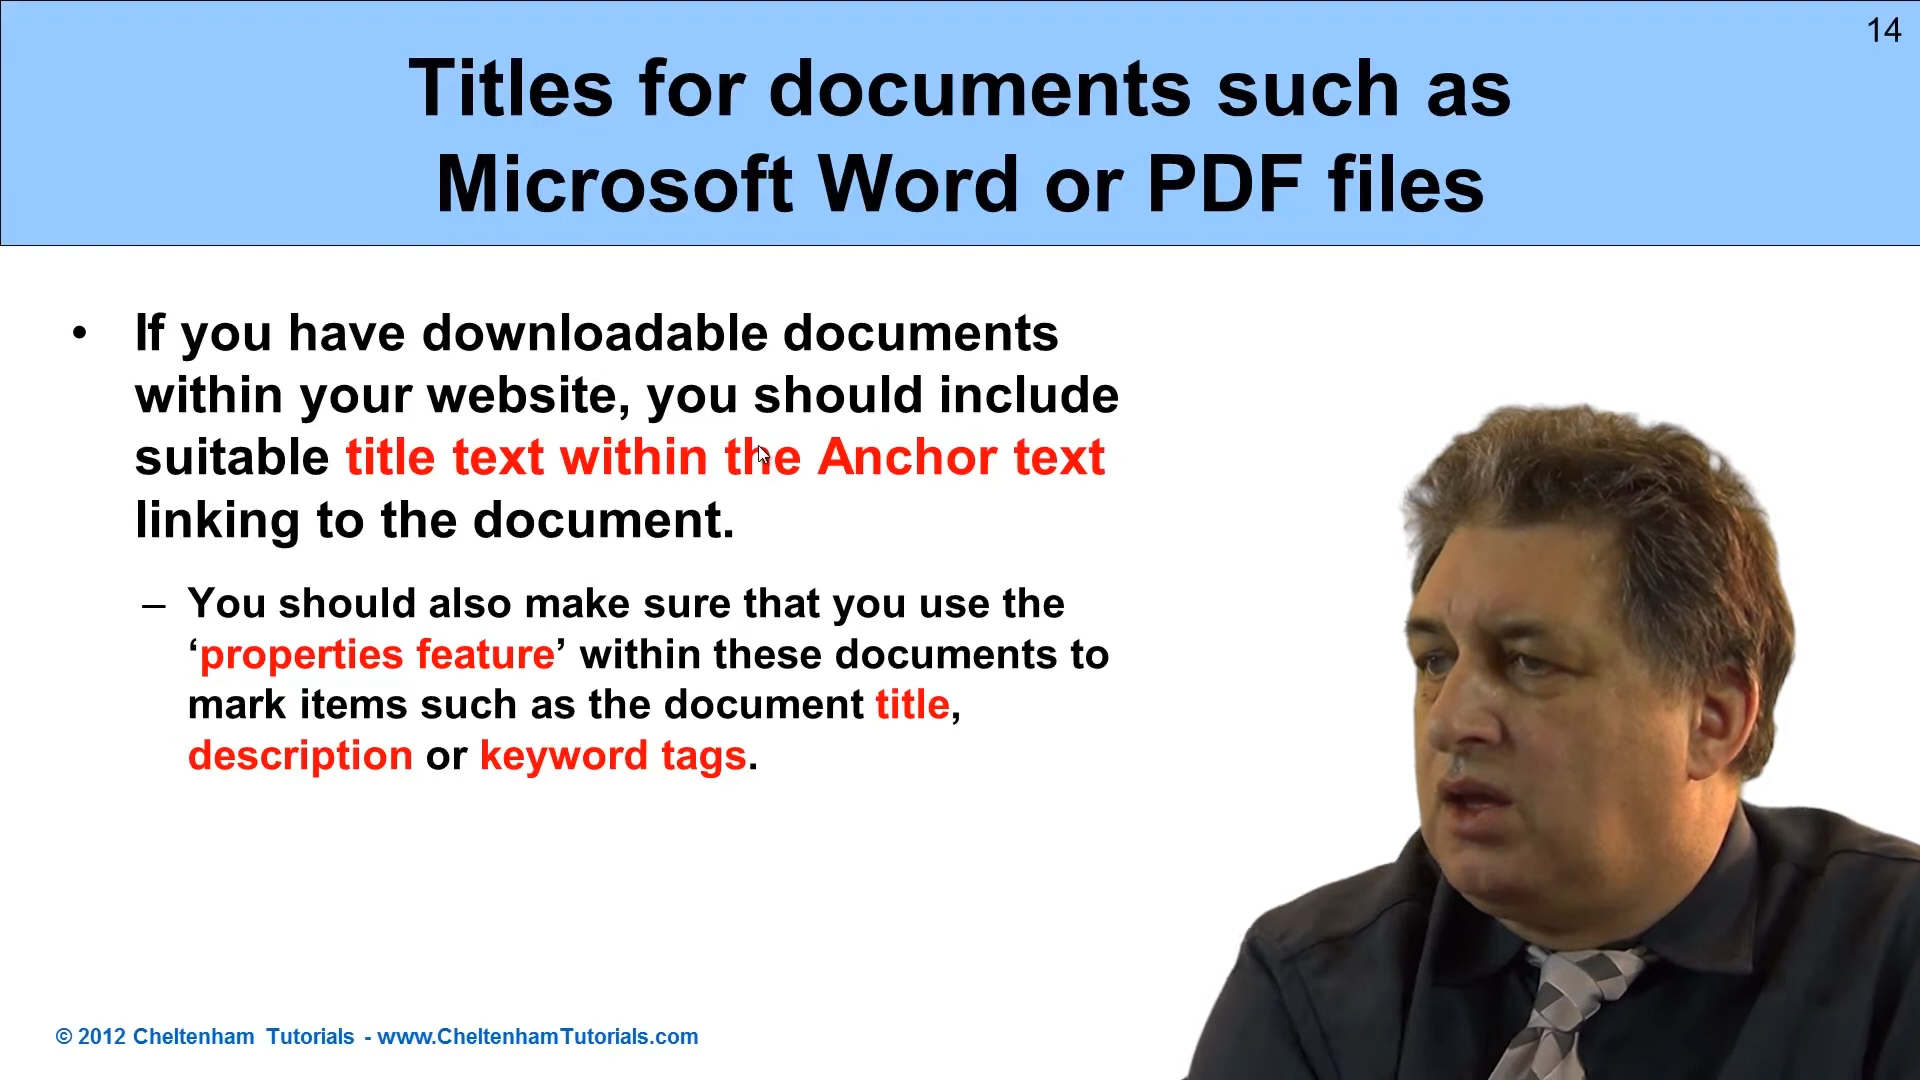 14
Titles for documents such as
Microsoft Word or PDF files
• If you have downloadable documents
within your website, you should include
suitable title text within the Anchor text
linking to the document.
– You should also make sure that you use the
‘properties feature’ within these documents to
mark items such as the document title,
description or keyword tags.
© 2012 Cheltenham Tutorials - www.CheltenhamTutorials.com